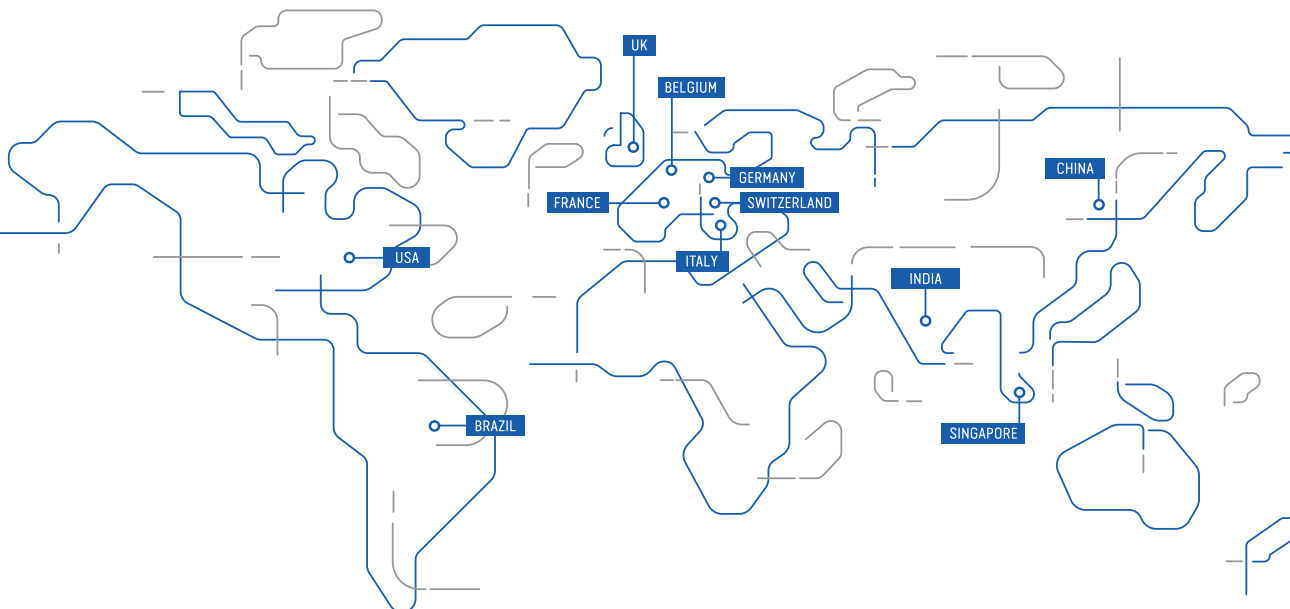 UK
BELGIUM
CHINA
GERMANY
FRANCE
SWITZERLAND
USA
ITALY
INDIA
BRAZIL
SINGAPORE